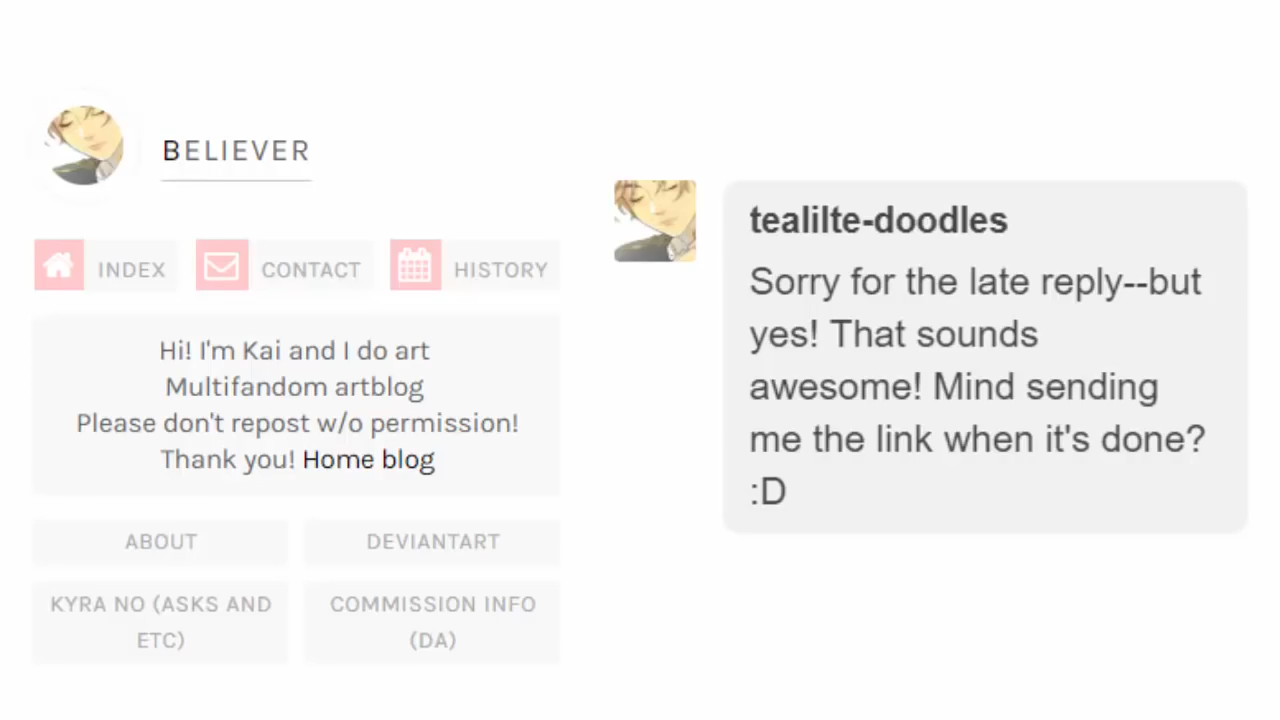 BELIEVER
INDEX
CONTACT
HISTORY
Hi! I'm Kai and I do art
Multifandom artblog
Please don't repost w/o permission!
Thank you! Home blog
ABOUT
DEVIANTART
KYRA NO (ASKS AND
ETC)
COMMISSION INFO
(DA)
tealilte-doodles
Sorry for the late reply--but
yes! That sounds
awesome! Mind sending
me the link when it's done?
:D